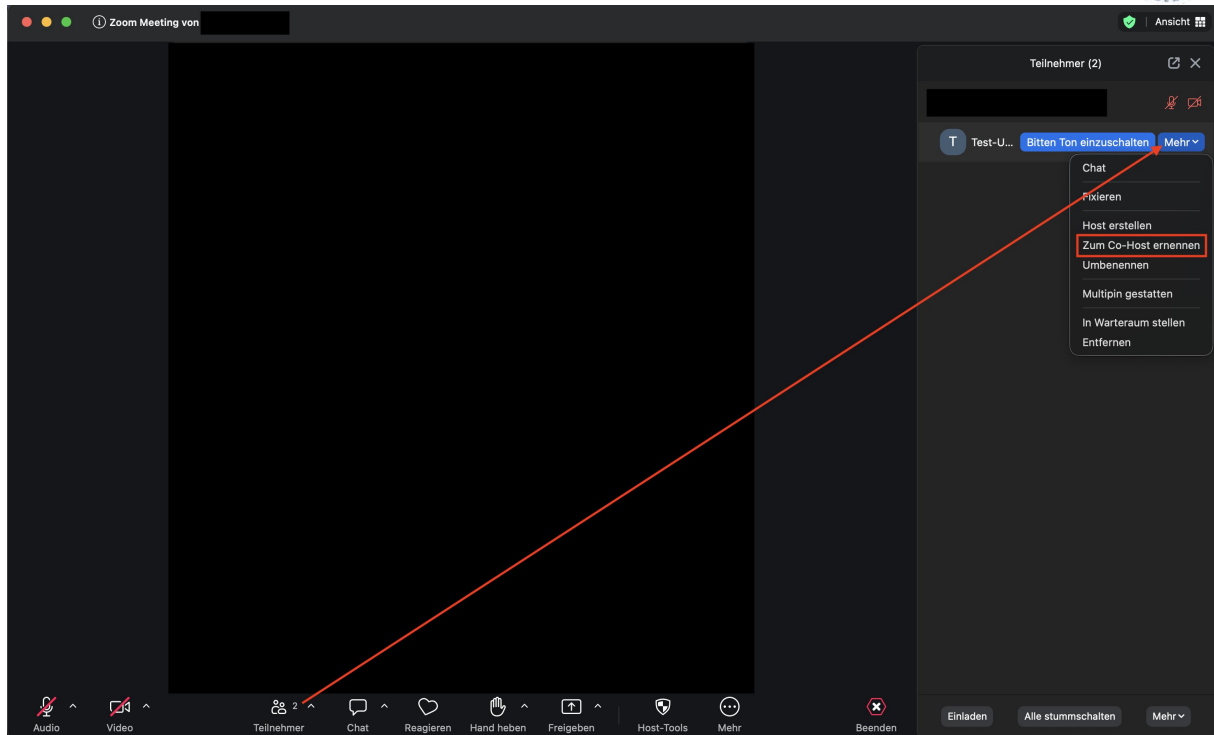 Zoom Meeting von
Ansicht
Teilnehmer (2)
T Test-U... Bitten Ton einzuschalten Mehr
Chat
Fixieren
Host erstellen
Zum Co-Host ernennen
Umbenennen
Multipin gestatten
In Warteraum stellen
Entfernen
2
Audio Video Teilnehmer Chat Reagieren Hand heben Freigeben Host-Tools Mehr Beenden
Einladen Alle stummschalten Mehr